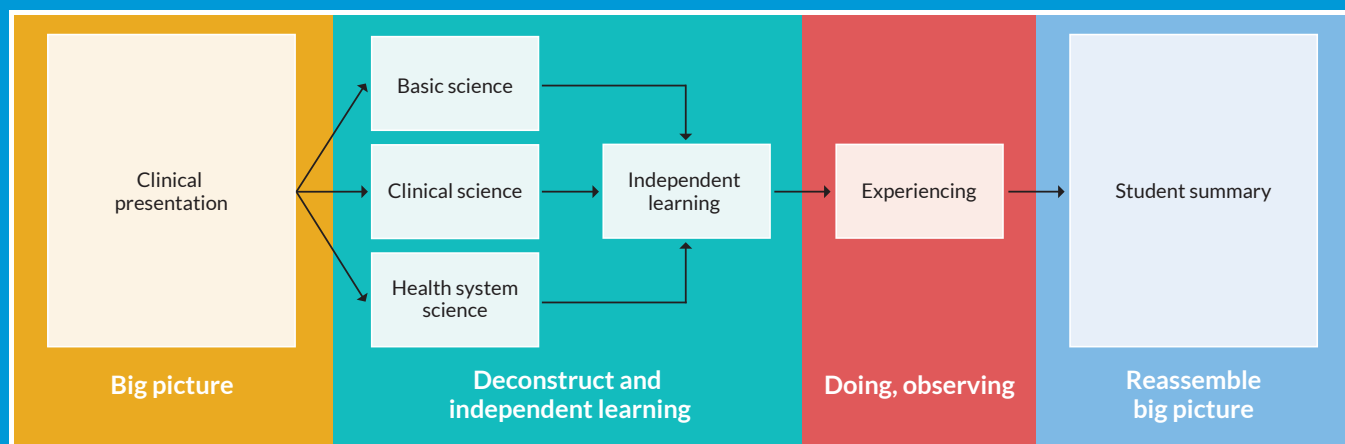 Clinical
presentation
Big picture
Basic science
Clinical science
Health system
science
Independent
learning
Deconstruct and
independent learning
Experiencing
Doing, observing
Student summary
Reassemble
big picture